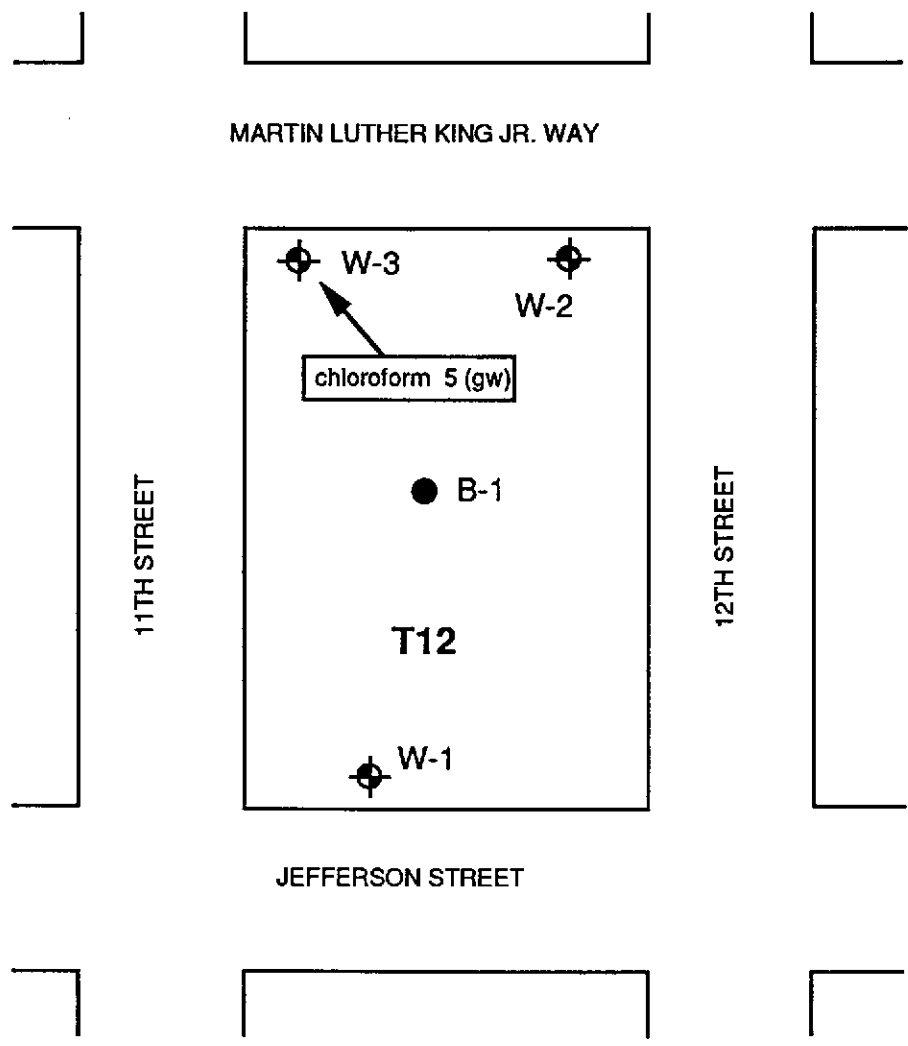 MARTIN LUTHER KING JR. WAY
W-3
W-2
chloroform 5 (gw)
B-1
11TH STREET
12TH STREET
T12
W-1
JEFFERSON STREET